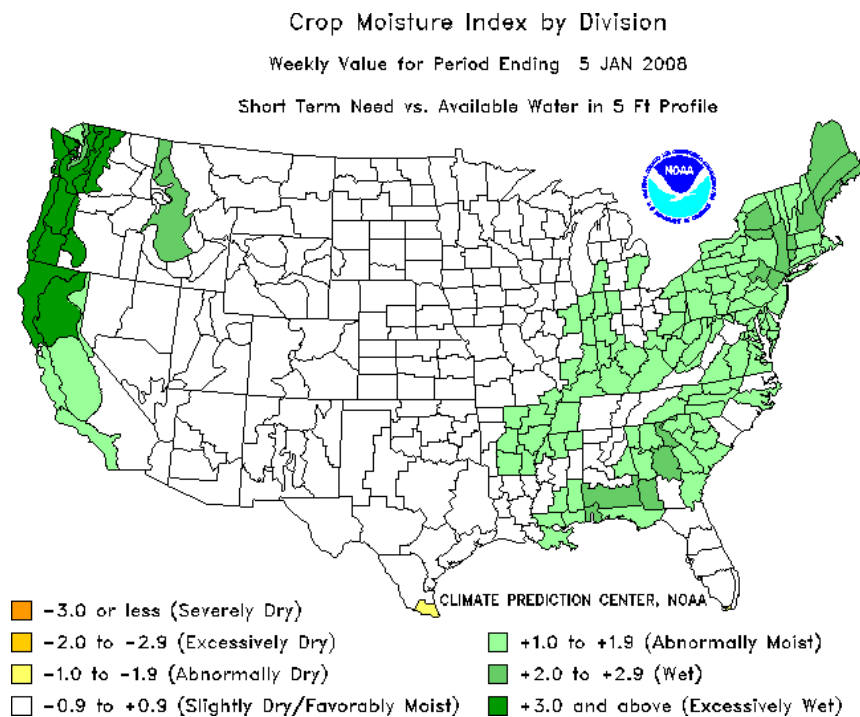 Crop Moisture Index by Division
Weekly Value for Period Ending 5 JAN 2008
Short Term Need vs. Available Water in 5 Ft Profile
NOAA
CLIMATE PREDICTION CENTER, NOAA
-3.0 or less (Severely Dry)
-2.0 to -2.9 (Excessively Dry)
-1.0 to -1.9 (Abnormally Dry)
-0.9 to +0.9 (Slightly Dry/Favorably Moist)
+1.0 to +1.9 (Abnormally Moist)
+2.0 to +2.9 (Wet)
+3.0 and above (Excessively Wet)